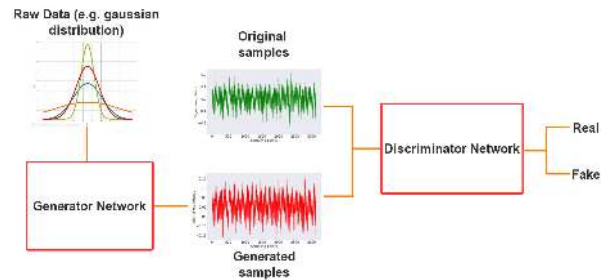 Raw Data (e.g. gaussian
distribution)
Original
samples
Generator Network
Generated
samples
Discriminator Network
Real
Fake